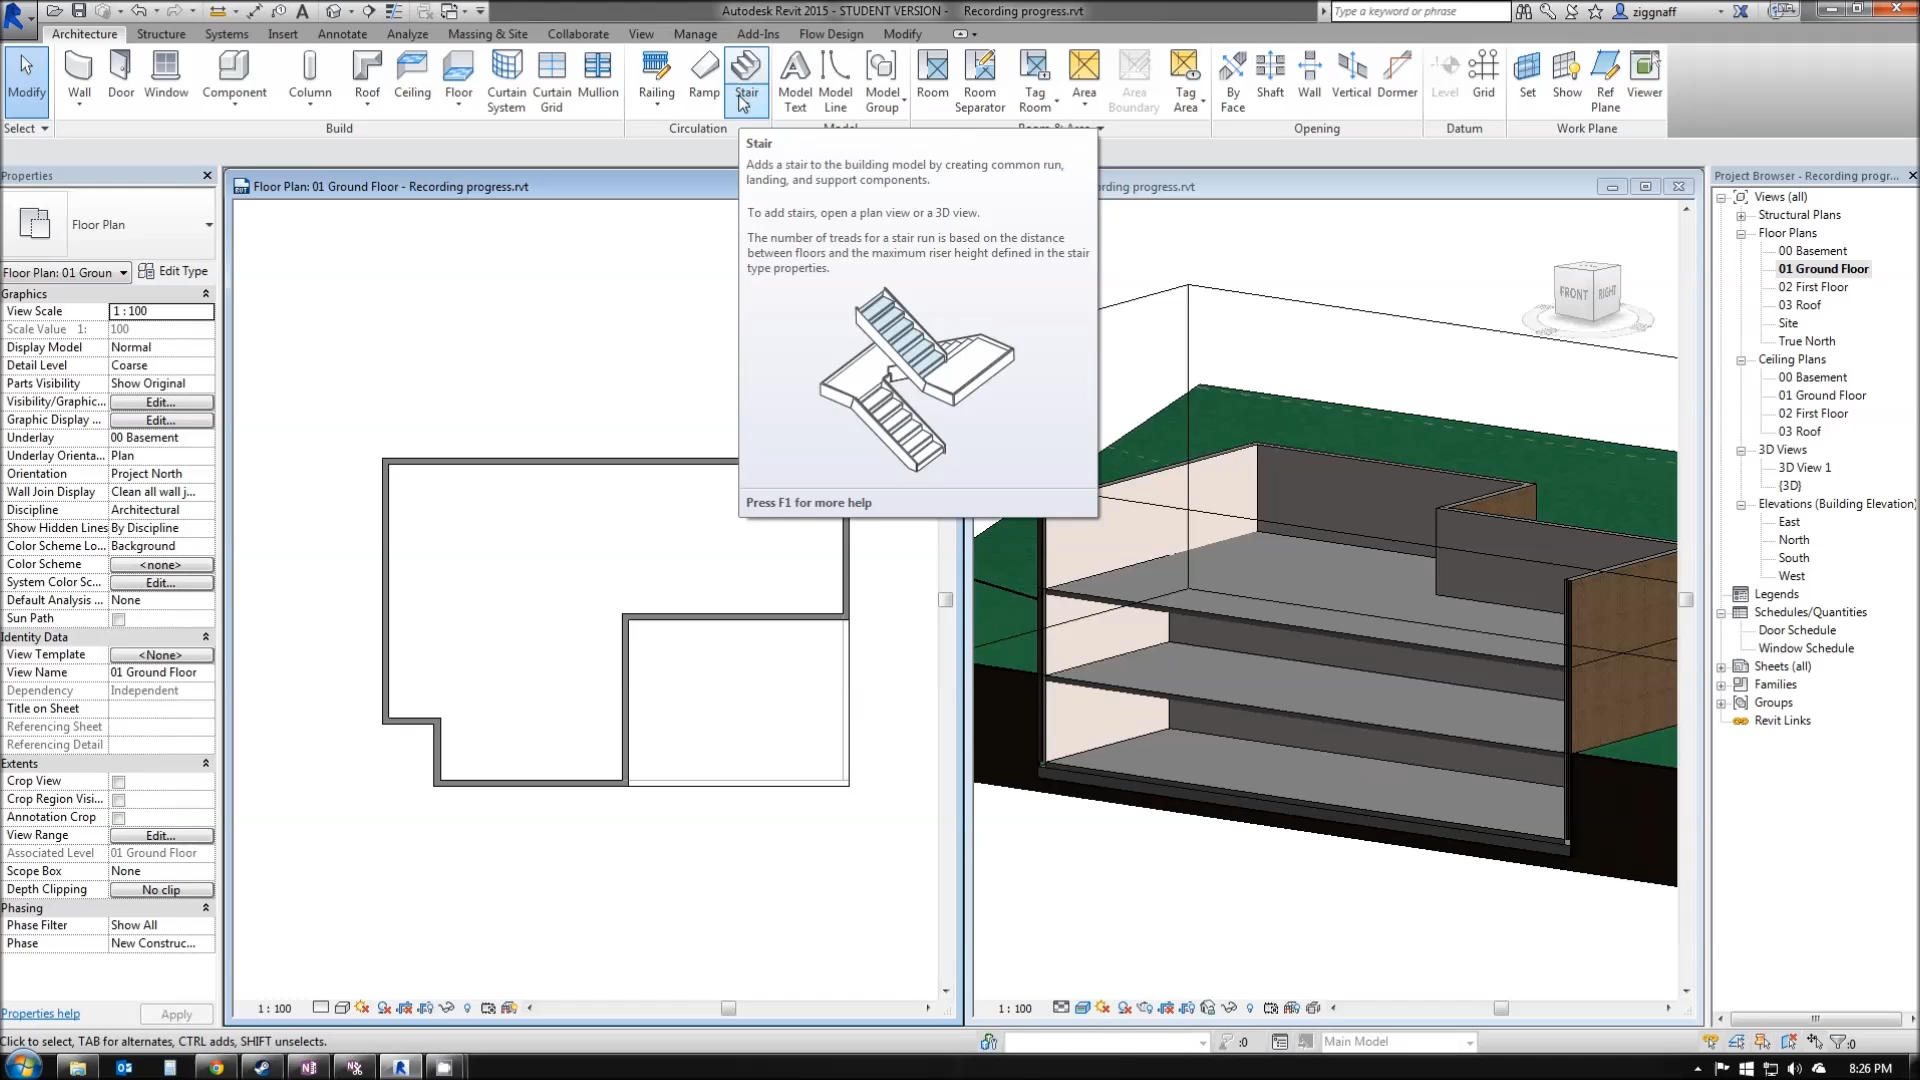 Autodesk Revit 2015 - STUDENT VERSION - Recording progress.rvt
Type a keyword or phrase
ziggnaff
Architecture Structure Systems Insert Annotate Analyze Massing & Site Collaborate View Manage Add-Ins Flow Design Modify
Modify
Wall
Door
Window
Component
Column
Roof
Ceiling
Floor
Curtain System
Curtain Grid
Mullion
Railing
Ramp
Stair
Model Text
Model Line
Model Group
Room
Room Separator
Tag Room
Area
Area Boundary
Tag Area
By Face
Shaft
Wall
Vertical
Dormer
Level
Grid
Set
Show
Ref Plane
Viewer
Select
Build
Circulation
Model
Room & Area
Opening
Datum
Work Plane
Properties
Floor Plan
Floor Plan: 01 Groun
Edit Type
Graphics
View Scale 1 : 100
Scale Value 1: 100
Display Model Normal
Detail Level Coarse
Parts Visibility Show Original
Visibility/Graphic... Edit...
Graphic Display ... Edit...
Underlay 00 Basement
Underlay Orienta... Plan
Orientation Project North
Wall Join Display Clean all wall j...
Discipline Architectural
Show Hidden Lines By Discipline
Color Scheme Lo... Background
Color Scheme <none>
System Color Sc... Edit...
Default Analysis ... None
Sun Path
Identity Data
View Template <None>
View Name 01 Ground Floor
Dependency Independent
Title on Sheet
Referencing Sheet
Referencing Detail
Extents
Crop View
Crop Region Visi...
Annotation Crop
View Range Edit...
Associated Level 01 Ground Floor
Scope Box None
Depth Clipping No clip
Phasing
Phase Filter Show All
Phase New Construc...
Properties help
Apply
Floor Plan: 01 Ground Floor - Recording progress.rvt
Stair
Adds a stair to the building model by creating common run,
landing, and support components.
To add stairs, open a plan view or a 3D view.
The number of treads for a stair run is based on the distance
between floors and the maximum riser height defined in the stair
type properties.
Press F1 for more help
ording progress.rvt
FRONT
RIGHT
1 : 100
1 : 100
Project Browser - Recording progr...
Views (all)
Structural Plans
Floor Plans
00 Basement
01 Ground Floor
02 First Floor
03 Roof
Site
True North
Ceiling Plans
00 Basement
01 Ground Floor
02 First Floor
03 Roof
3D Views
3D View 1
{3D}
Elevations (Building Elevation)
East
North
South
West
Legends
Schedules/Quantities
Door Schedule
Window Schedule
Sheets (all)
Families
Groups
Revit Links
Click to select, TAB for alternates, CTRL adds, SHIFT unselects.
:0
Main Model
:0
8:26 PM